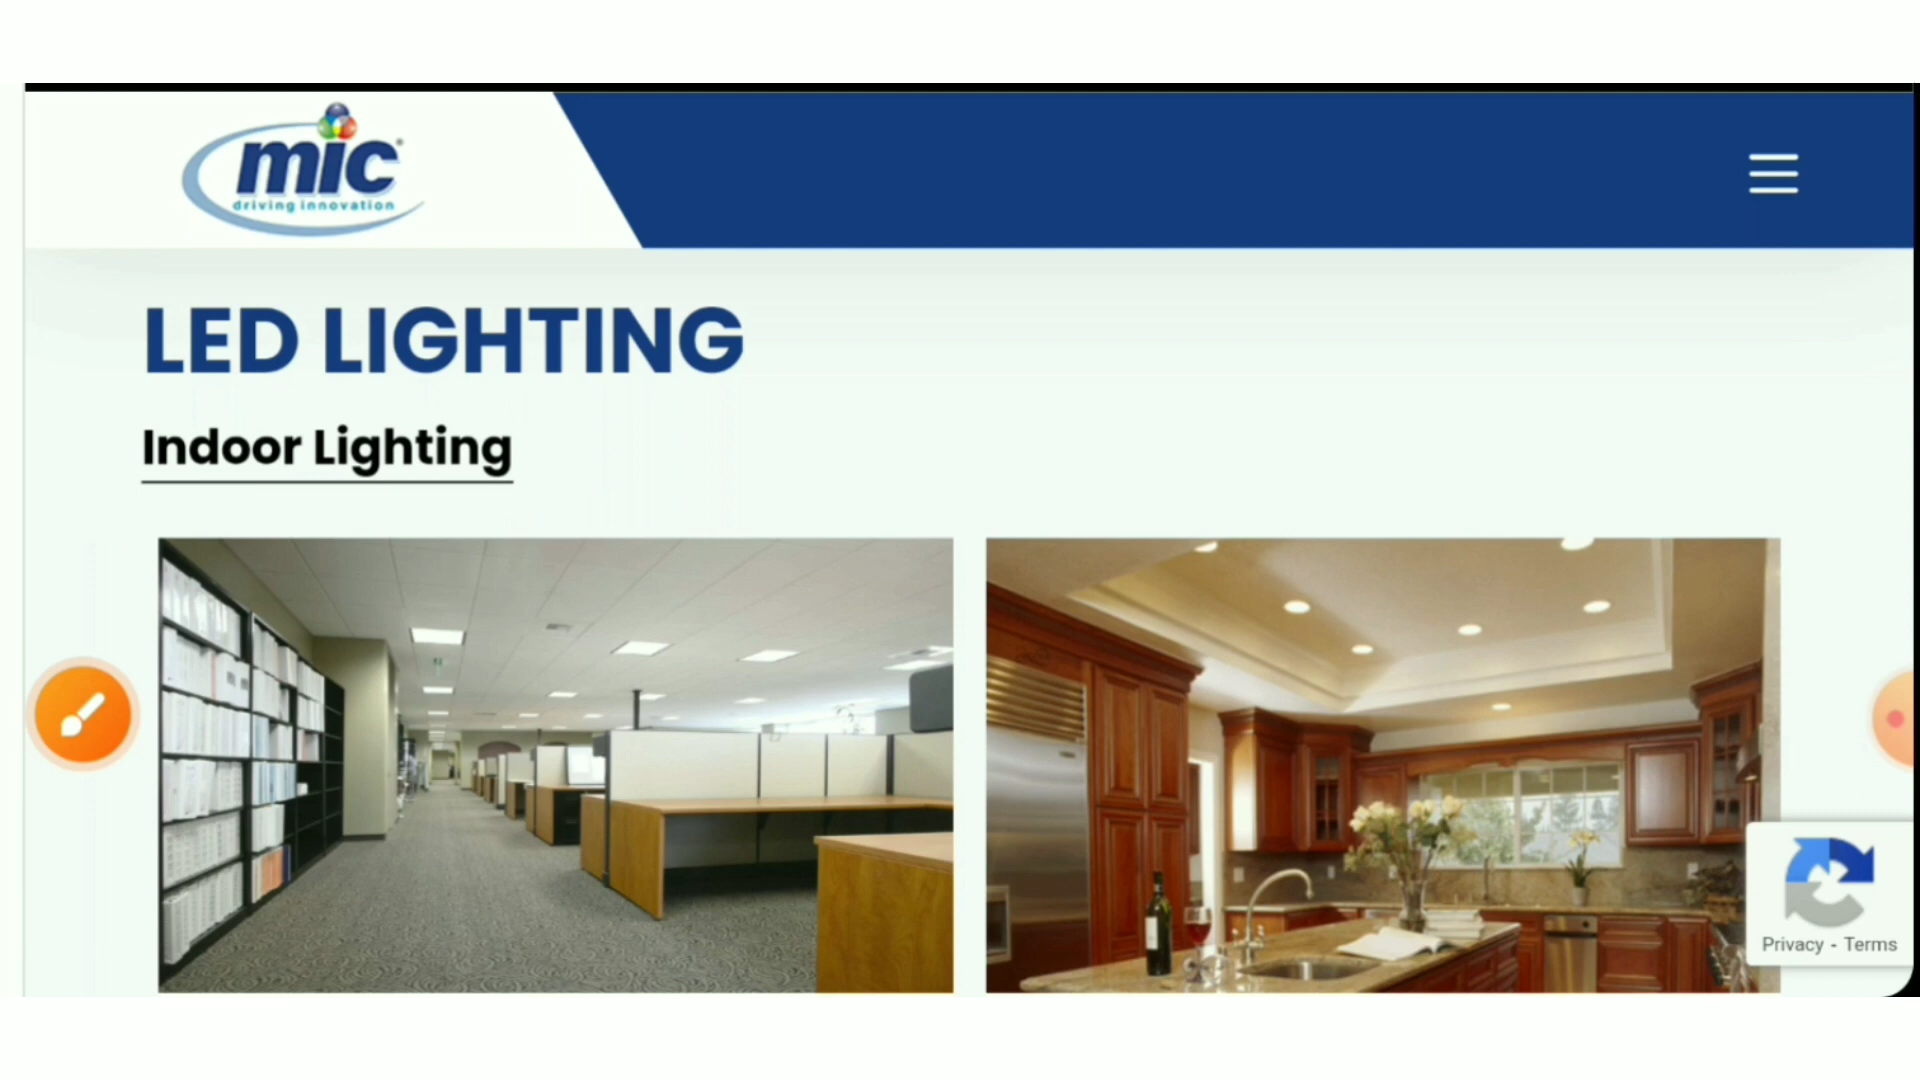 mic
driving innovation
LED LIGHTING
Indoor Lighting
Privacy - Terms